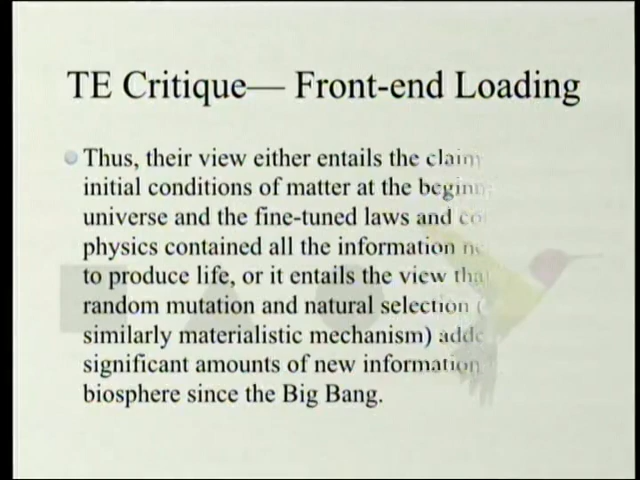 TE Critique— Front-end Loading
Thus, their view either entails the claim
initial conditions of matter at the
universe and the fine-tuned laws and
physics contained all the information
to produce life, or it entails the view
random mutation and natural selection
similarly materialistic mechanism)
significant amounts of new information
biosphere since the Big Bang.